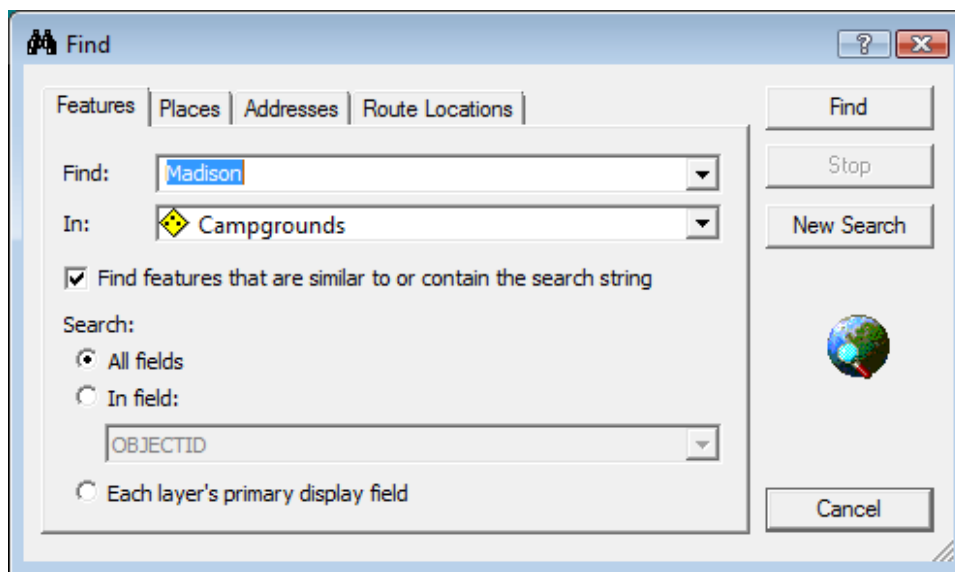 Find
?
Features Places Addresses Route Locations
Find
Find: Madison
Stop
In: Campgrounds
New Search
Find features that are similar to or contain the search string
Search:
All fields
In field:
OBJECTID
Each layer's primary display field
Cancel